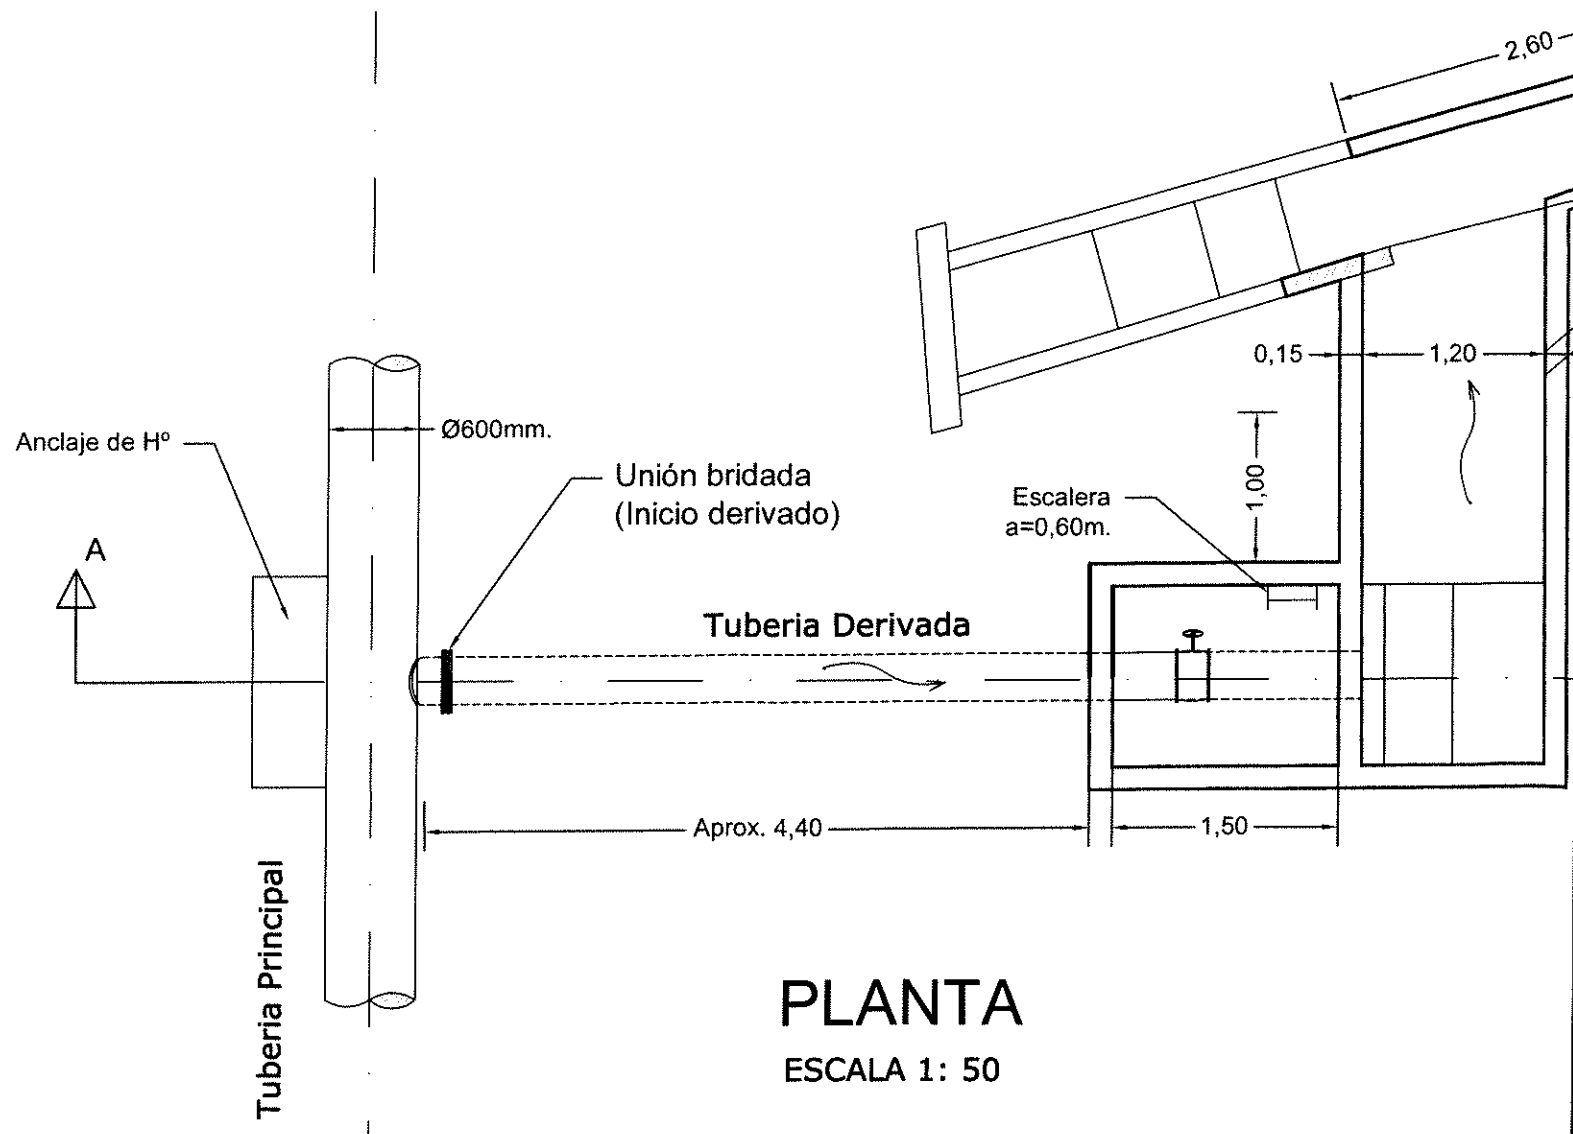 2,60
0,15
1,20
Anclaje de Hº
Ø600mm.
Unión bridada
(Inicio derivado)
1,00
Escalera
a=0,60m.
A
Tuberia Derivada
Aprox. 4,40
1,50
Tuberia Principal
PLANTA
ESCALA 1: 50